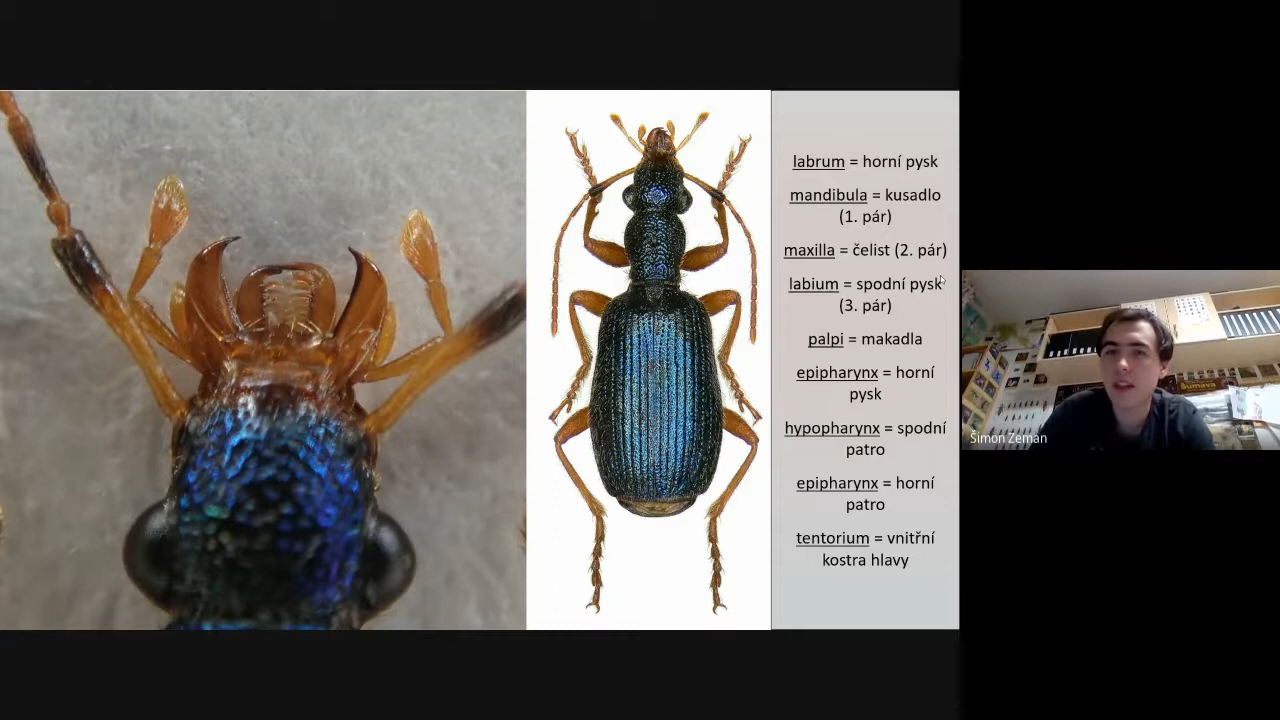 labrum = horní pysk
mandibula = kusadlo
(1. pár)
maxilla = čelist (2. pár)
labium = spodní pysk
(3. pár)
palpi = makadla
epipharynx = horní
pysk
hypopharynx = spodní
patro
epipharynx = horní
patro
tentorium = vnitřní
kostra hlavy
Šumava
Šimon Zeman